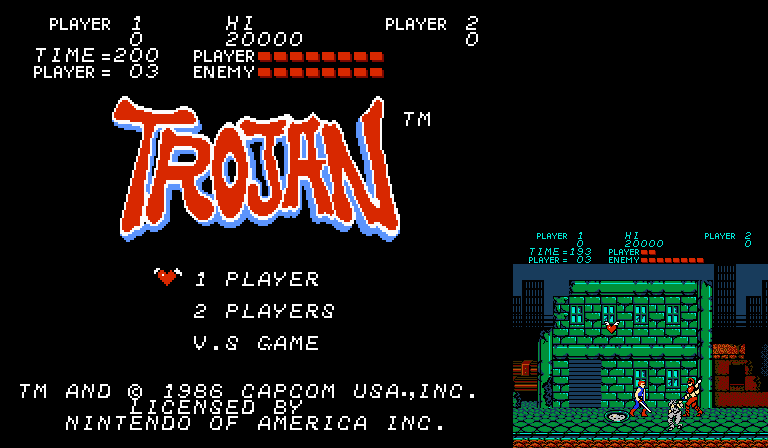 PLAYER 1 HI PLAYER 2
0 20000 0
TIME=200 PLAYER
PLAYER= 03 ENEMY
TROJAN TM
1 PLAYER
2 PLAYERS
V.S GAME
TM AND © 1986 CAPCOM USA.,INC.
LICENSED BY
NINTENDO OF AMERICA INC.
PLAYER 1 HI PLAYER 2
0 20000 0
TIME=193 PLAYER
PLAYER= 03 ENEMY